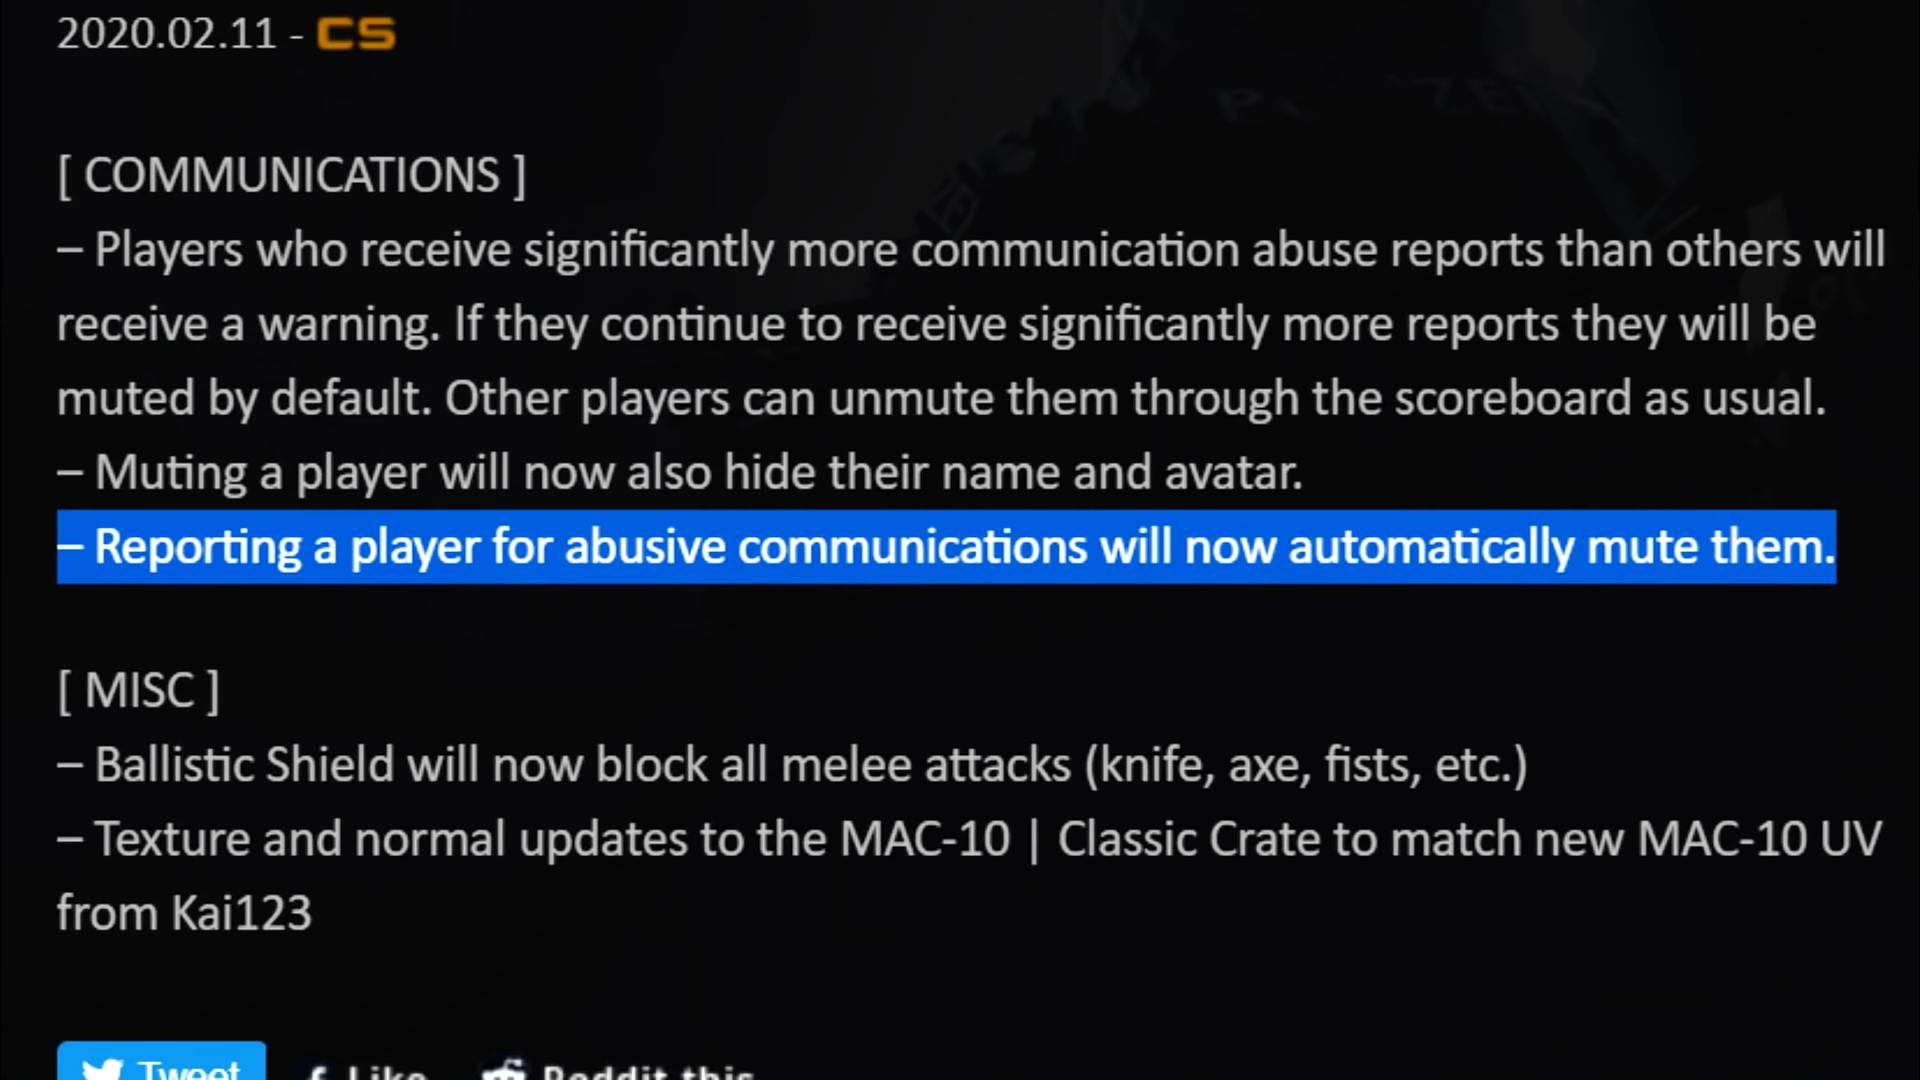 2020.02.11 - CS
[ COMMUNICATIONS ]
– Players who receive significantly more communication abuse reports than others will
receive a warning. If they continue to receive significantly more reports they will be
muted by default. Other players can unmute them through the scoreboard as usual.
– Muting a player will now also hide their name and avatar.
– Reporting a player for abusive communications will now automatically mute them.
[ MISC ]
– Ballistic Shield will now block all melee attacks (knife, axe, fists, etc.)
– Texture and normal updates to the MAC-10 | Classic Crate to match new MAC-10 UV
from Kai123
Tweet Like Reddit this